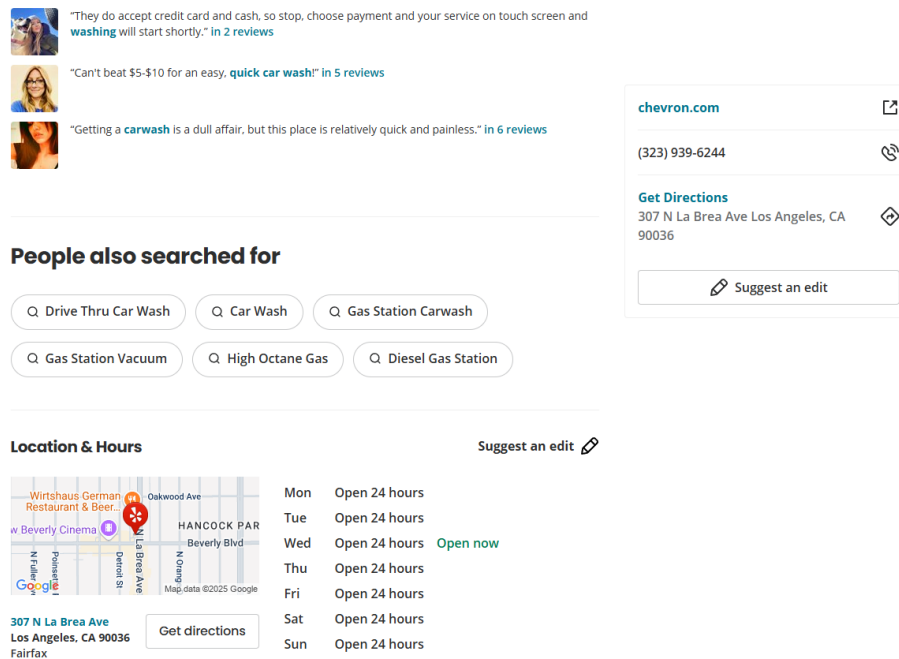 “They do accept credit card and cash, so stop, choose payment and your service on touch screen and
washing will start shortly.” in 2 reviews
“Can't beat $5-$10 for an easy, quick car wash!” in 5 reviews
“Getting a carwash is a dull affair, but this place is relatively quick and painless.” in 6 reviews
chevron.com
(323) 939-6244
Get Directions
307 N La Brea Ave Los Angeles, CA
90036
Suggest an edit
People also searched for
Drive Thru Car Wash
Car Wash
Gas Station Carwash
Gas Station Vacuum
High Octane Gas
Diesel Gas Station
Location & Hours
Suggest an edit
Wirtshaus German
Restaurant & Beer...
Oakwood Ave
w Beverly Cinema
HANCOCK PAR
Beverly Blvd
N Fuller
Poinset
Detroit St
N La Brea Ave
N Orang
Google
Map data ©2025 Google
307 N La Brea Ave
Los Angeles, CA 90036
Fairfax
Get directions
Mon Open 24 hours
Tue Open 24 hours
Wed Open 24 hours Open now
Thu Open 24 hours
Fri Open 24 hours
Sat Open 24 hours
Sun Open 24 hours